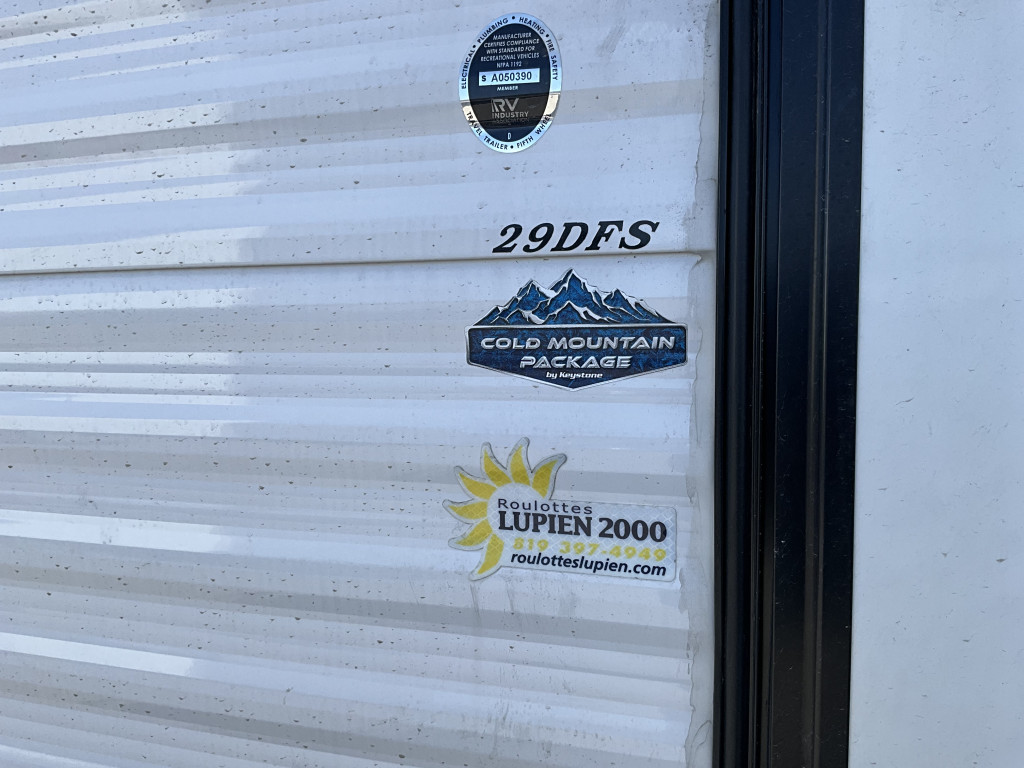 ELECTRICAL • PLUMBING • HEATING • FIRE SAFETY
MANUFACTURER
CERTIFIES COMPLIANCE
WITH STANDARD FOR
RECREATIONAL VEHICLES
NFPA 1192
S A050390
MEMBER
RV
INDUSTRY
ASSOCIATION
D
TRAVEL TRAILER • FIFTH WHEEL
29DFS
COLD MOUNTAIN
PACKAGE
by Keystone
Roulottes
LUPIEN 2000
819 397-4949
roulotteslupien.com